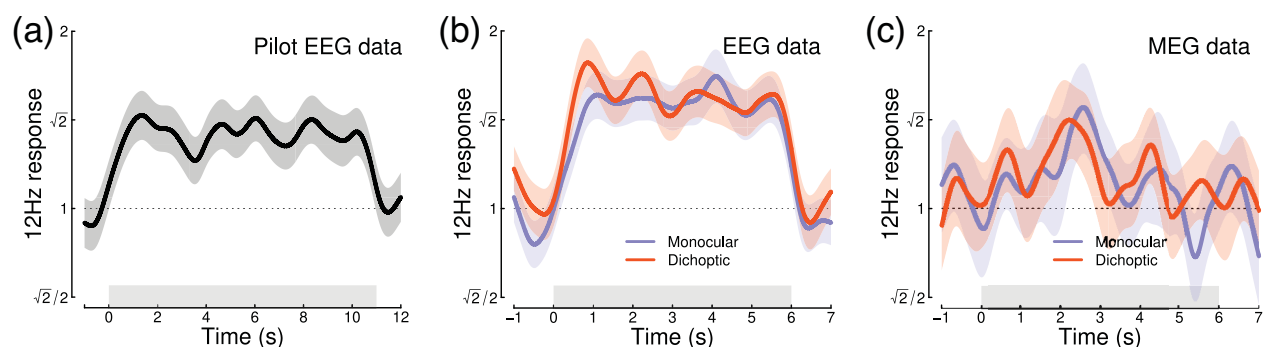 (a)
Pilot EEG data
12Hz response
2
√2
1
√2/2
0 2 4 6 8 10 12
Time (s)
(b)
EEG data
12Hz response
2
√2
1
√2/2
Monocular
Dichoptic
−1 0 1 2 3 4 5 6 7
Time (s)
(c)
MEG data
12Hz response
2
√2
1
√2/2
Monocular
Dichoptic
−1 0 1 2 3 4 5 6 7
Time (s)